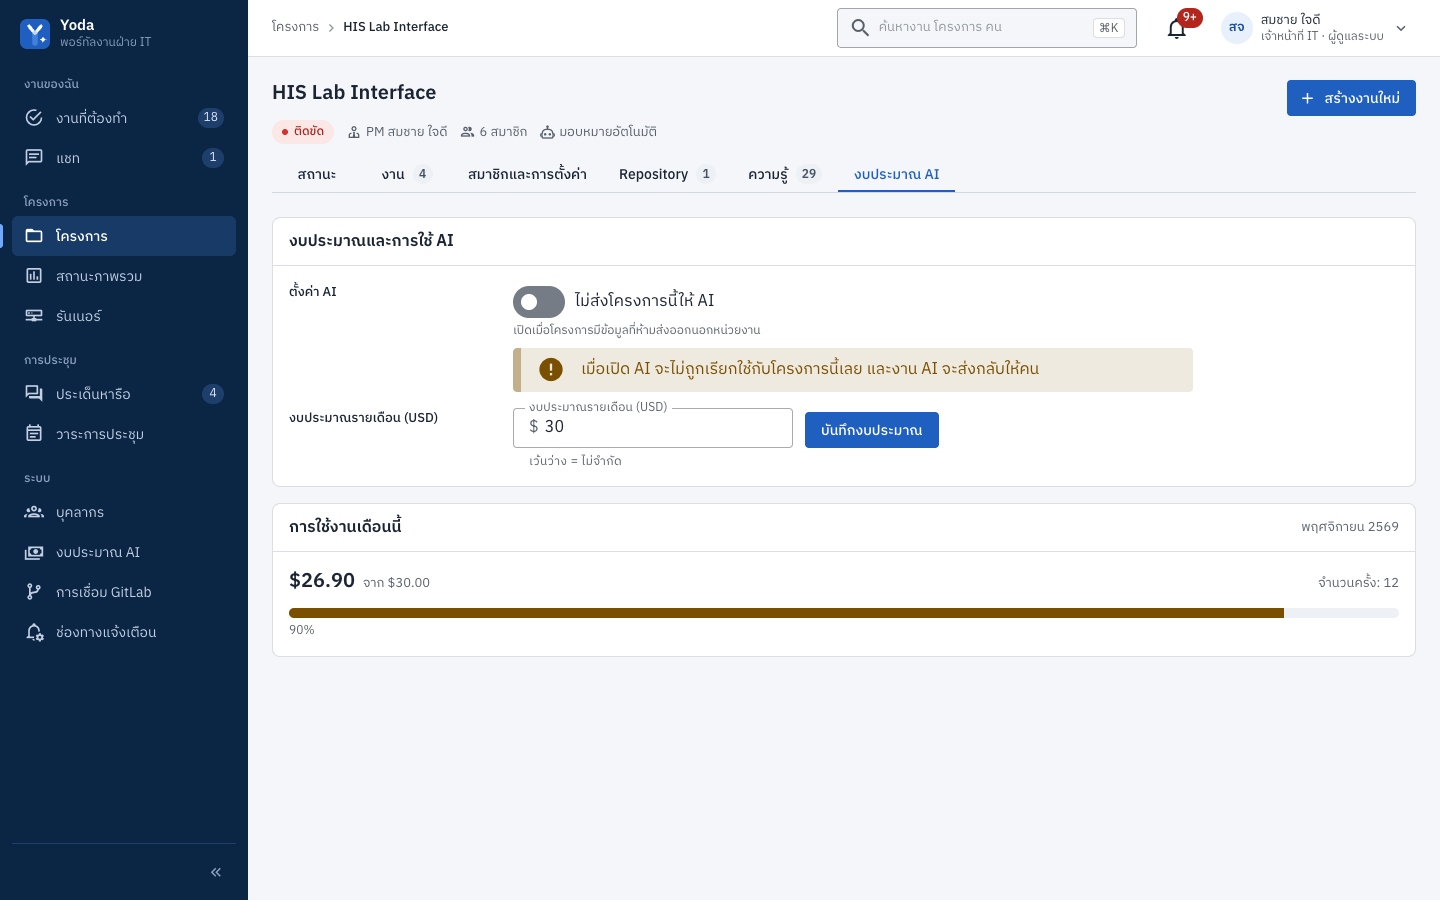 Yoda
พอร์ทัลงานฝ่าย IT
งานของฉัน
งานที่ต้องทำ 18
แชท 1
โครงการ
โครงการ
สถานะภาพรวม
รันเนอร์
การประชุม
ประเด็นหารือ 4
วาระการประชุม
ระบบ
บุคลากร
งบประมาณ AI
การเชื่อม GitLab
ช่องทางแจ้งเตือน
โครงการ > HIS Lab Interface
ค้นหางาน โครงการ คน ⌘K
9+
สจ
สมชาย ใจดี
เจ้าหน้าที่ IT · ผู้ดูแลระบบ
HIS Lab Interface
สร้างงานใหม่
ติดขัด PM สมชาย ใจดี 6 สมาชิก มอบหมายอัตโนมัติ
สถานะ งาน 4 สมาชิกและการตั้งค่า Repository 1 ความรู้ 29 งบประมาณ AI
งบประมาณและการใช้ AI
ตั้งค่า AI
ไม่ส่งโครงการนี้ให้ AI
เปิดเมื่อโครงการมีข้อมูลที่ห้ามส่งออกนอกหน่วยงาน
เมื่อเปิด AI จะไม่ถูกเรียกใช้กับโครงการนี้เลย และงาน AI จะส่งกลับให้คน
งบประมาณรายเดือน (USD)
งบประมาณรายเดือน (USD)
$ 30
บันทึกงบประมาณ
เว้นว่าง = ไม่จำกัด
การใช้งานเดือนนี้
พฤศจิกายน 2569
$26.90 จาก $30.00
จำนวนครั้ง: 12
90%